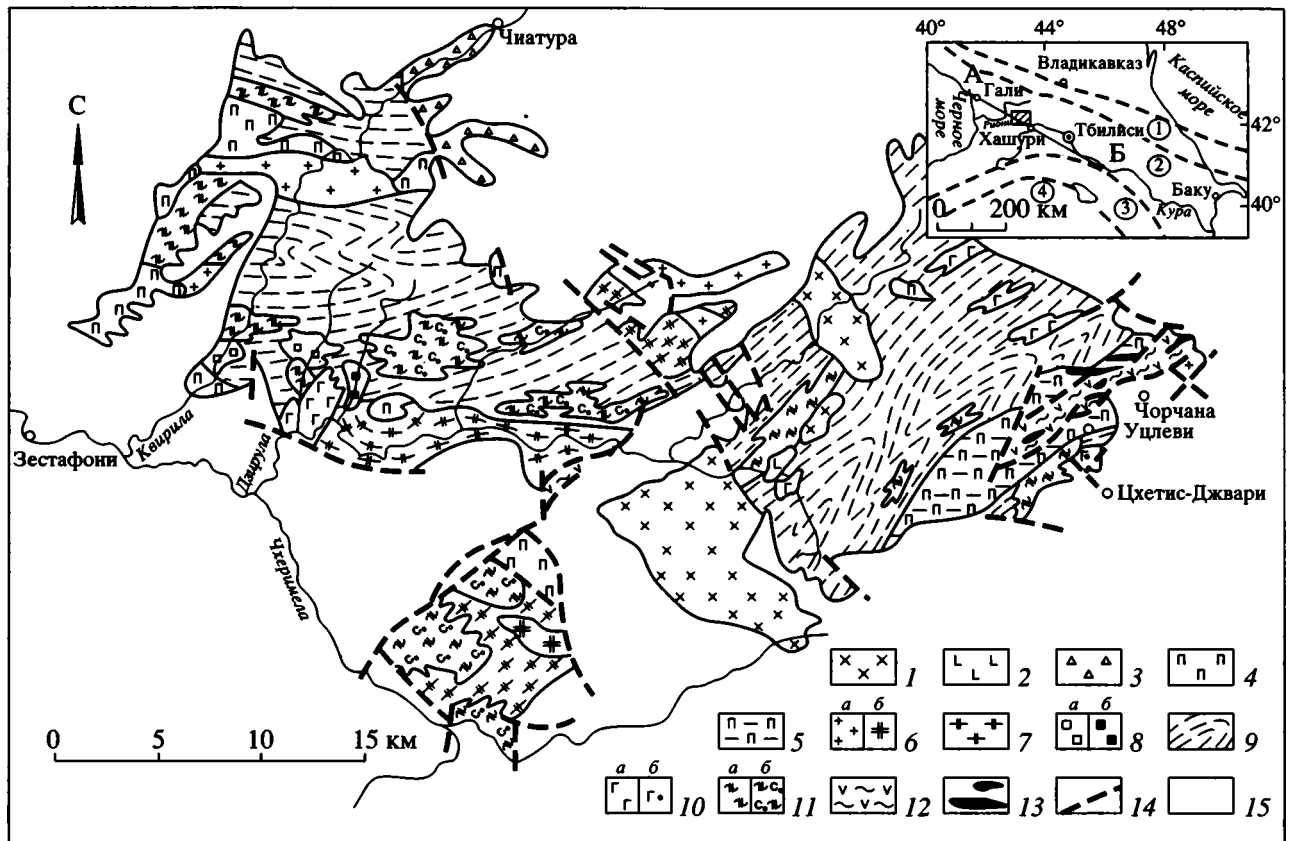 Чиатура
С
40°
44°
48°
Владикавказ
Каспийское
море
А
Гали
Черное
море
Риони
Тбилиси
1
42°
Хашури
Б
2
Баку
4
3
Кура
40°
0
200 км
Чорчана
Уцлеви
Цхетис-Джвари
Зестафони
Квирила
Дзирула
Чхеримела
0 5 10 15 км
1 2 3 4
а б
а б
5 6 7 8 9
а б
а б
10 11 12 13 14 15